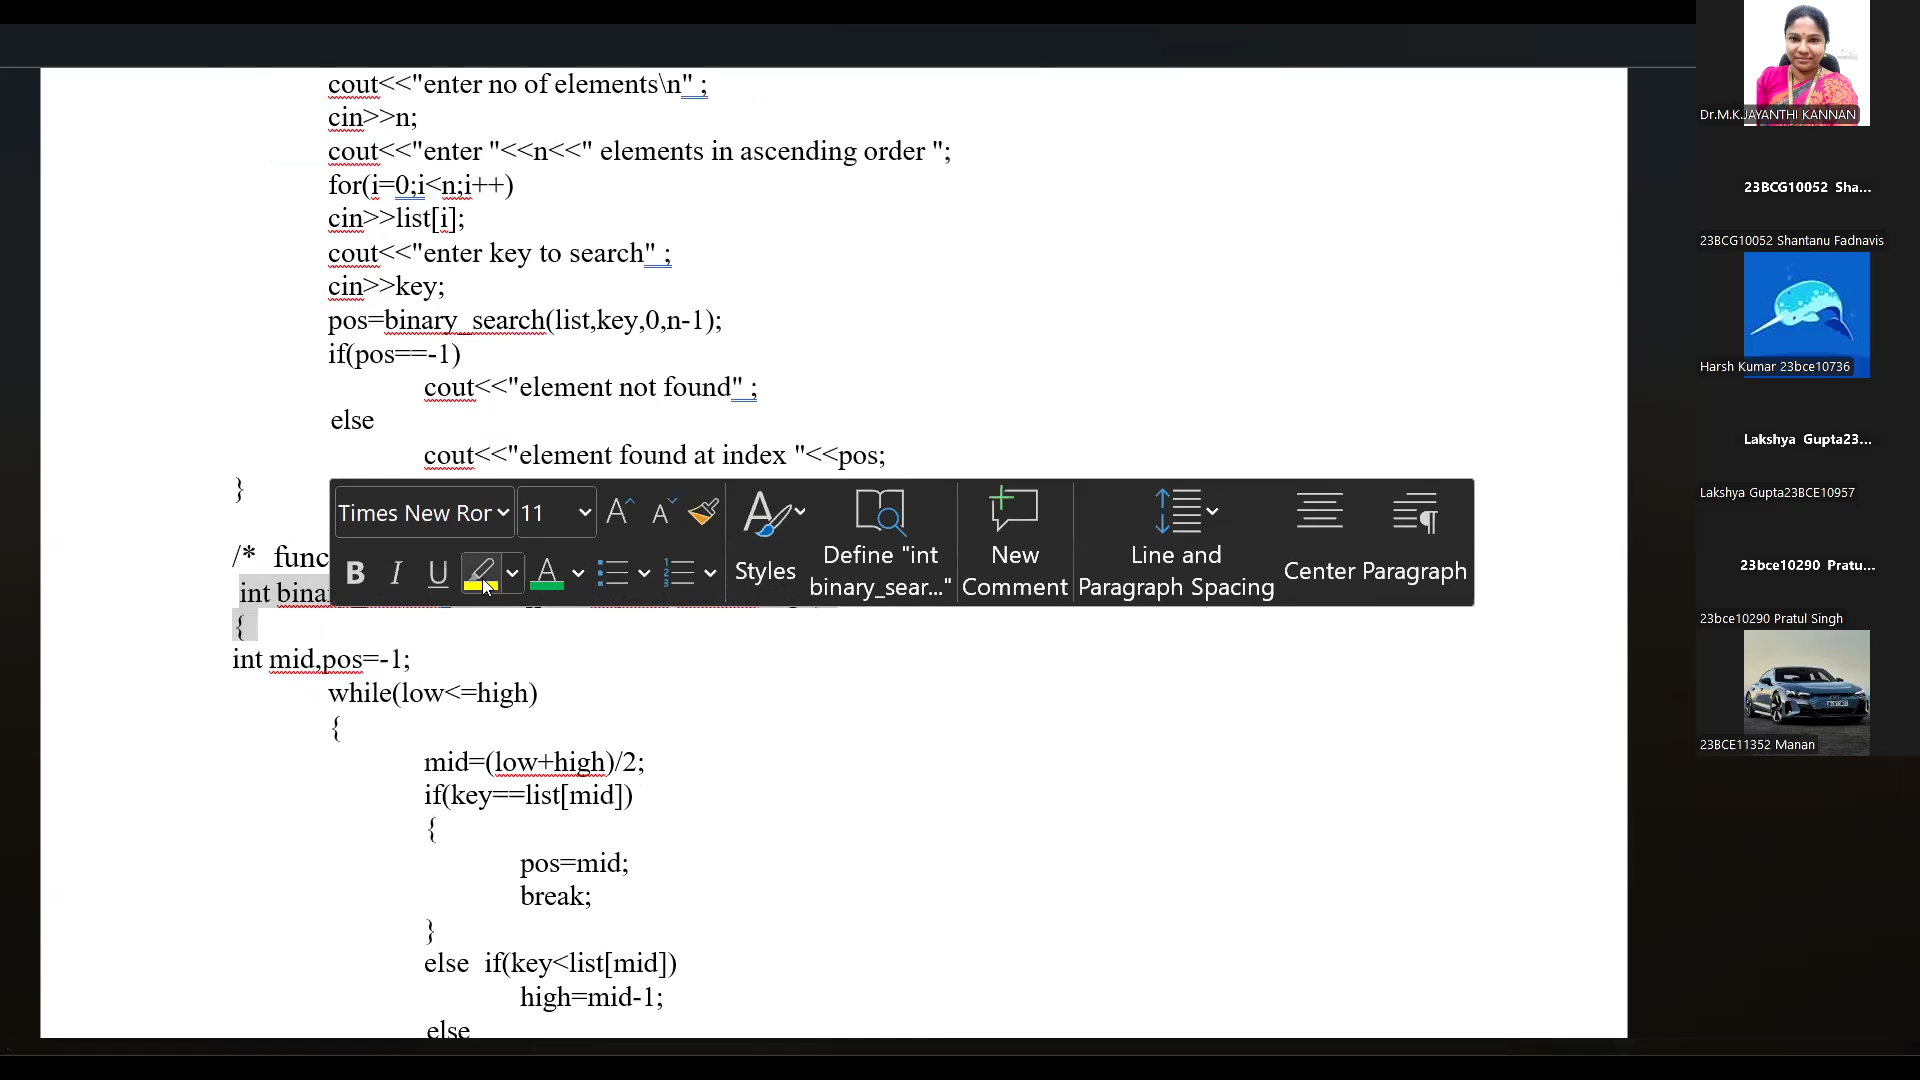 cout<<"enter no of elements\n" ;
cin>>n;
cout<<"enter "<<n<<" elements in ascending order ";
for(i=0;i<n;i++)
cin>>list[i];
cout<<"enter key to search" ;
cin>>key;
pos=binary_search(list,key,0,n-1);
if(pos==-1)
cout<<"element not found" ;
else
cout<<"element found at index "<<pos;
}
/* func
int binar
{
int mid,pos=-1;
while(low<=high)
{
mid=(low+high)/2;
if(key==list[mid])
{
pos=mid;
break;
}
else if(key<list[mid])
high=mid-1;
else
Times New Ror
11
B I U
Styles
Define "int
binary_sear..."
New
Comment
Line and
Paragraph Spacing
Center
Paragraph
Dr.M.K.JAYANTHI KANNAN
23BCG10052 Sha...
23BCG10052 Shantanu Fadnavis
Harsh Kumar 23bce10736
Lakshya Gupta23...
Lakshya Gupta23BCE10957
23bce10290 Pratu...
23bce10290 Pratul Singh
23BCE11352 Manan